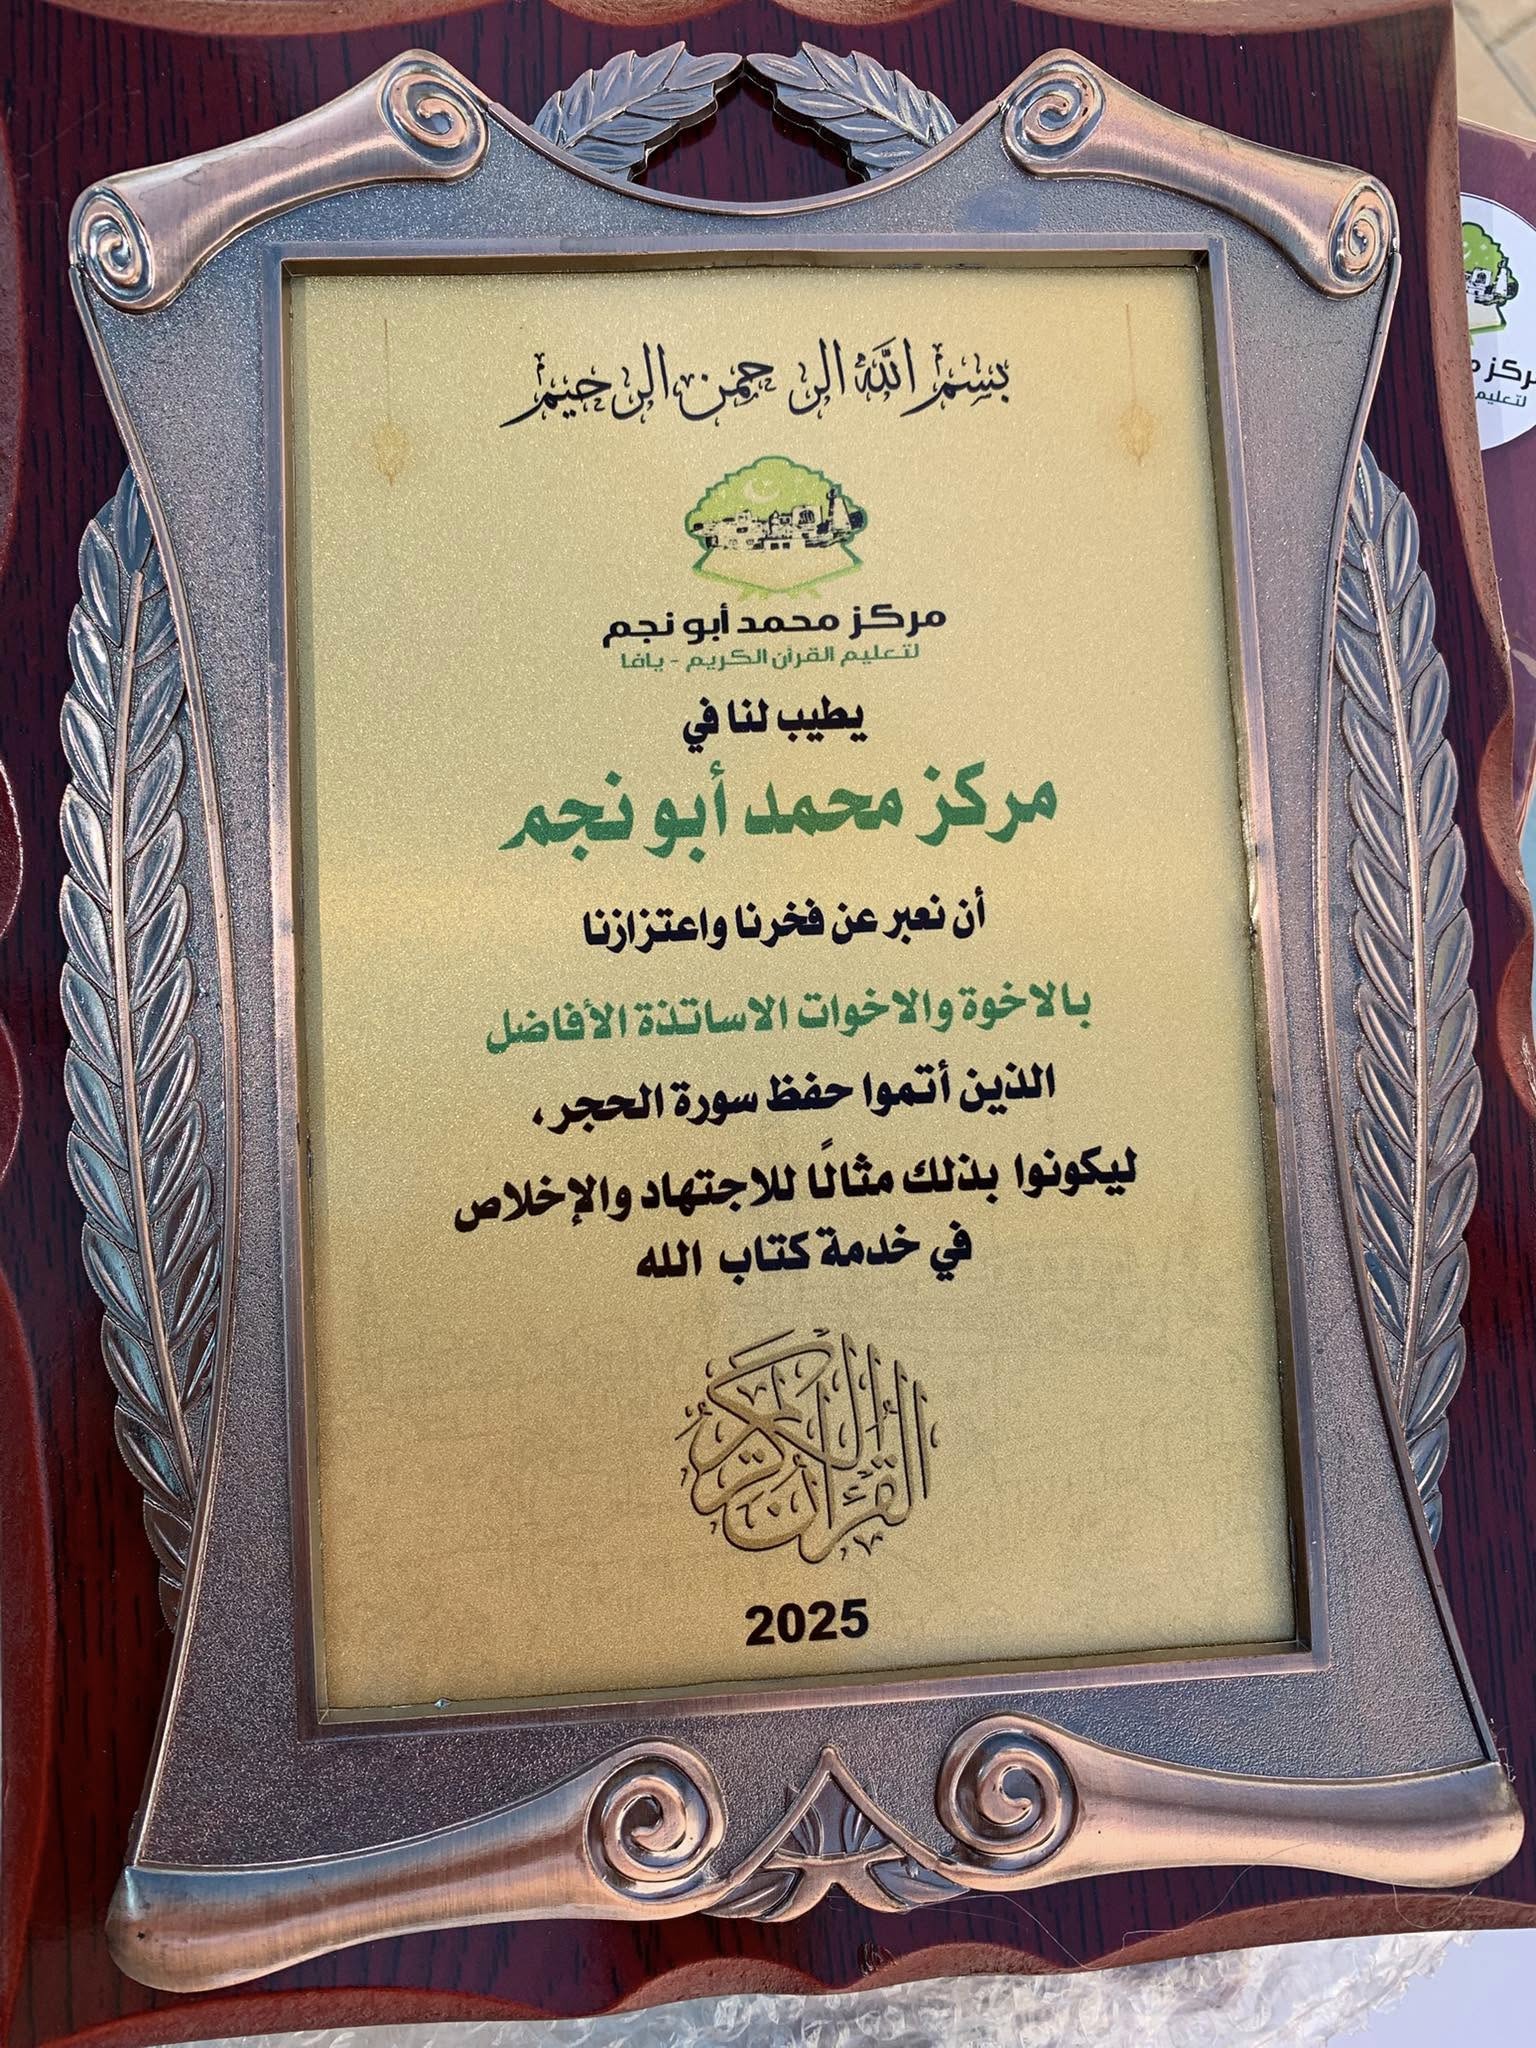 بسم الله الرحمن الرحيم
مركز محمد أبو نجم
لتعليم القرآن الكريم - يافا
يطيب لنا في
مركز محمد أبو نجم
أن نعبر عن فخرنا واعتزازنا
بالاخوة والاخوات الاساتذة الأفاضل
الذين أتموا حفظ سورة الحجر،
ليكونوا بذلك مثالًا للاجتهاد والإخلاص
في خدمة كتاب الله
القرآن الكريم
2025
لتعليم